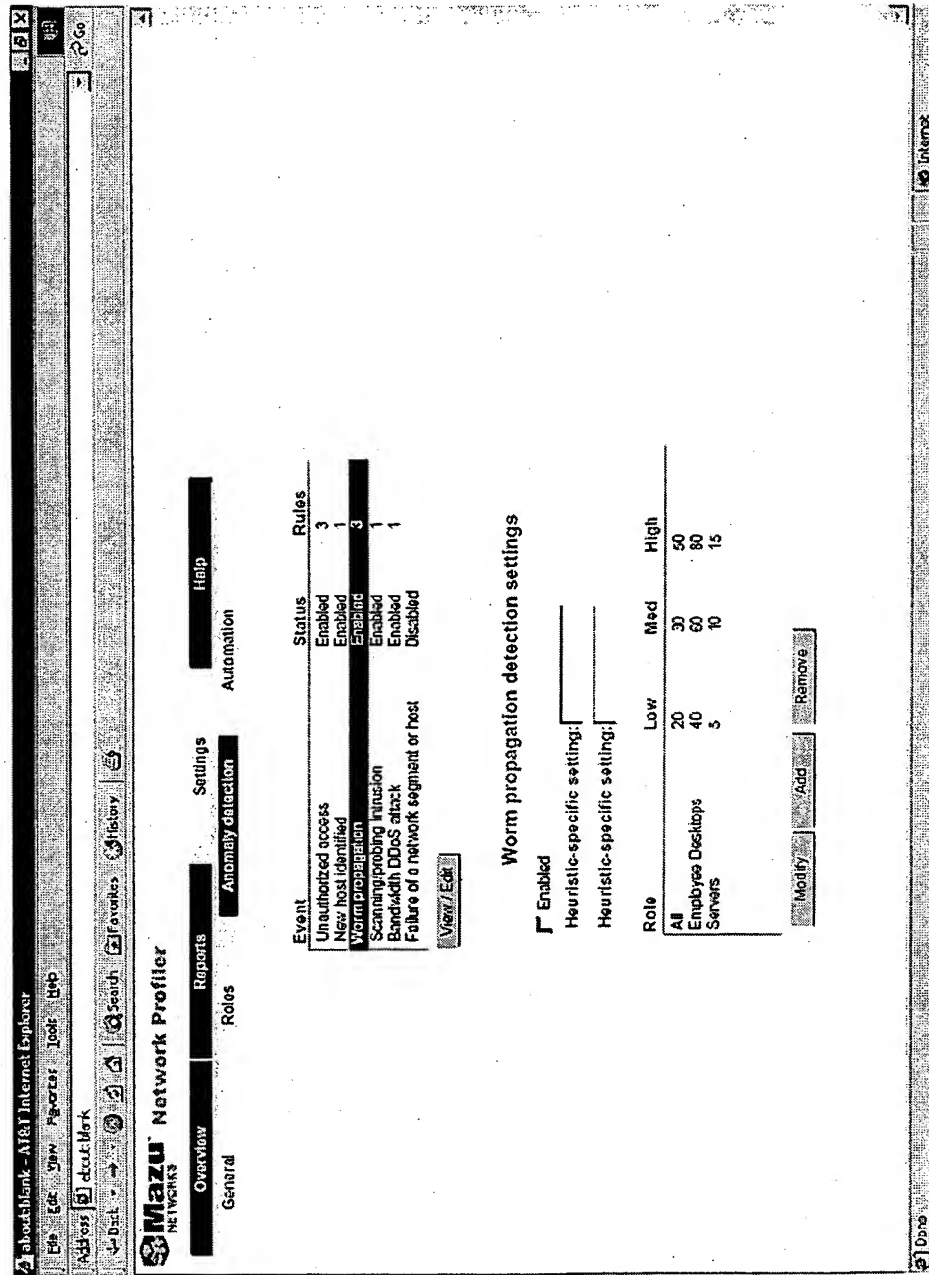 about:blank - AT&T Internet Explorer
File Edit View Favorites Tools Help
Address about:blank Go
Back Search Favorites History
Mazu Network Profiler
NETWORKS
Overview Reports Settings Help
General Roles Anomaly detection Automation
Event Status Rules
Unauthorized access Enabled 3
New host identified Enabled 1
Worm propagation Enabled 3
Scanning/probing intrusion Enabled 1
Bandwidth DDoS attack Enabled 1
Failure of a network segment or host Disabled
View / Edit
Worm propagation detection settings
Enabled
Heuristic-specific setting:
Heuristic-specific setting:
Role Low Med High
All 20 30 50
Employee Desktops 40 60 80
Servers 5 10 15
Modify Add Remove
Done Internet